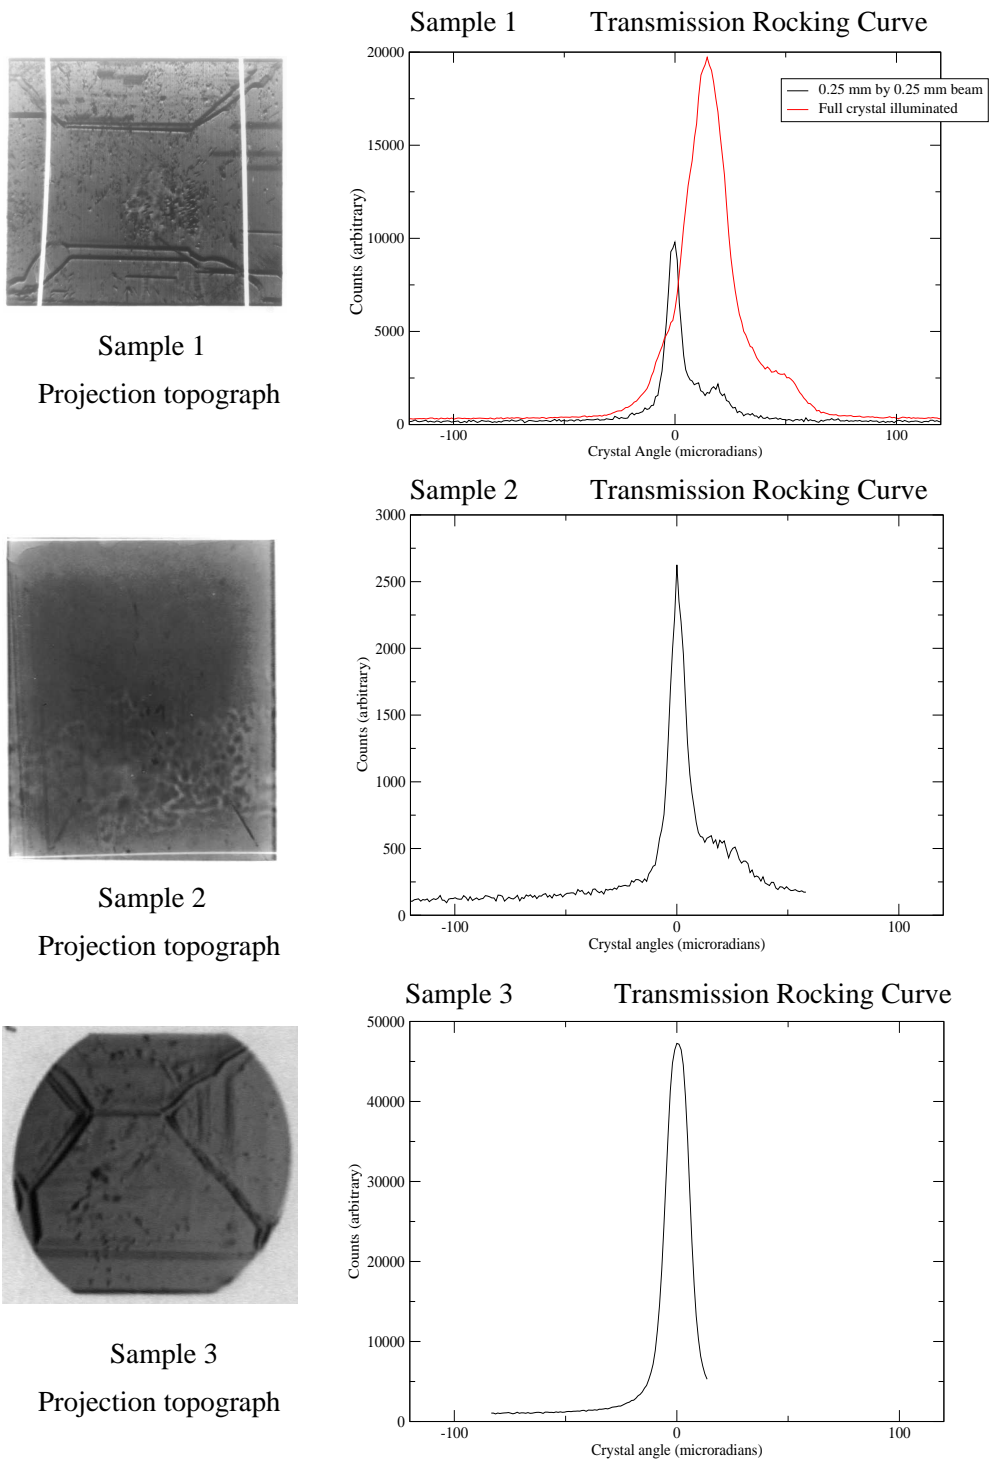 Sample 1 Transmission Rocking Curve
20000
15000
10000
5000
0
Counts (arbitrary)
0.25 mm by 0.25 mm beam
Full crystal illuminated
-100 0 100
Crystal Angle (microradians)
Sample 1
Projection topograph
Sample 2 Transmission Rocking Curve
3000
2500
2000
1500
1000
500
0
Counts (arbitrary)
-100 0 100
Crystal angles (microradians)
Sample 2
Projection topograph
Sample 3 Transmission Rocking Curve
50000
40000
30000
20000
10000
0
Counts (arbitrary)
-100 0 100
Crystal angle (microradians)
Sample 3
Projection topograph